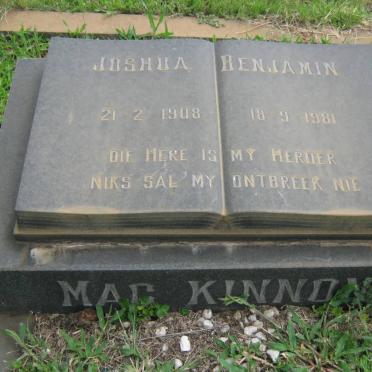 JOSHUA BENJAMIN
21 2 1908 18 9 1981
DIE HERE IS MY HERDER
NIKS SAL MY ONTBREEK NIE
MAC KINNON